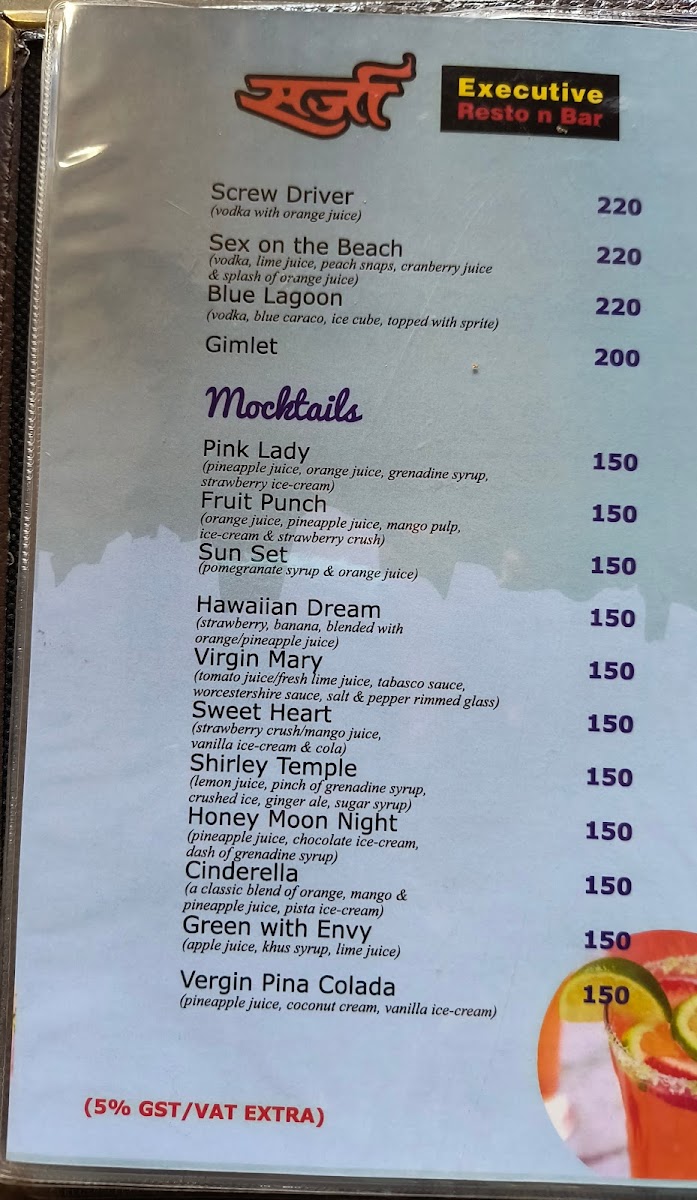 सर्जा
Executive
Resto n Bar
Screw Driver 220
(vodka with orange juice)
Sex on the Beach 220
(vodka, lime juice, peach snaps, cranberry juice
& splash of orange juice)
Blue Lagoon 220
(vodka, blue caraco, ice cube, topped with sprite)
Gimlet 200
Mocktails
Pink Lady 150
(pineapple juice, orange juice, grenadine syrup,
strawberry ice-cream)
Fruit Punch 150
(orange juice, pineapple juice, mango pulp,
ice-cream & strawberry crush)
Sun Set 150
(pomegranate syrup & orange juice)
Hawaiian Dream 150
(strawberry, banana, blended with
orange/pineapple juice)
Virgin Mary 150
(tomato juice/fresh lime juice, tabasco sauce,
worcestershire sauce, salt & pepper rimmed glass)
Sweet Heart 150
(strawberry crush/mango juice,
vanilla ice-cream & cola)
Shirley Temple 150
(lemon juice, pinch of grenadine syrup,
crushed ice, ginger ale, sugar syrup)
Honey Moon Night 150
(pineapple juice, chocolate ice-cream,
dash of grenadine syrup)
Cinderella 150
(a classic blend of orange, mango &
pineapple juice, pista ice-cream)
Green with Envy 150
(apple juice, khus syrup, lime juice)
Vergin Pina Colada 150
(pineapple juice, coconut cream, vanilla ice-cream)
(5% GST/VAT EXTRA)